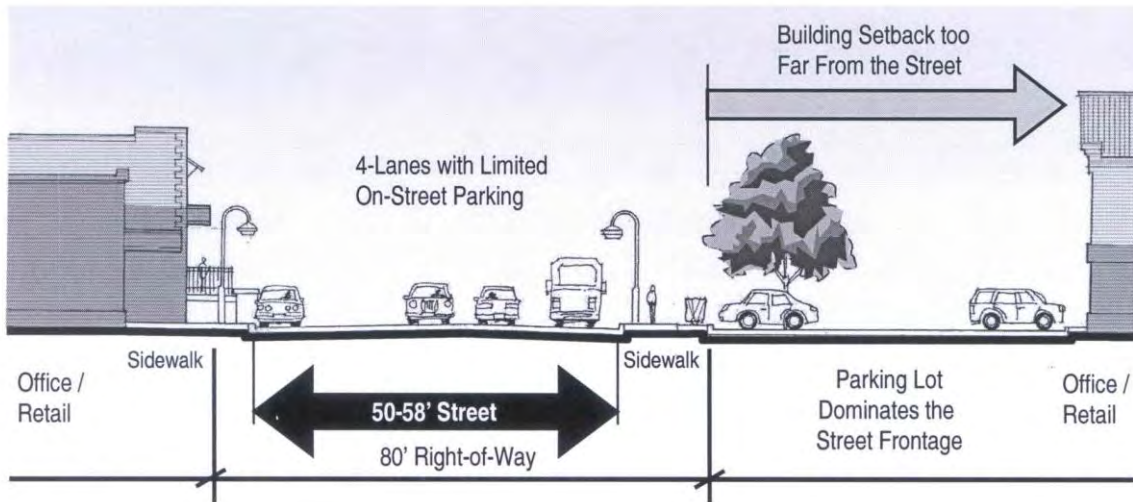 Building Setback too
Far From the Street
4-Lanes with Limited
On-Street Parking
Sidewalk
Sidewalk
Office /
Retail
50-58’ Street
80’ Right-of-Way
Parking Lot
Dominates the
Street Frontage
Office /
Retail